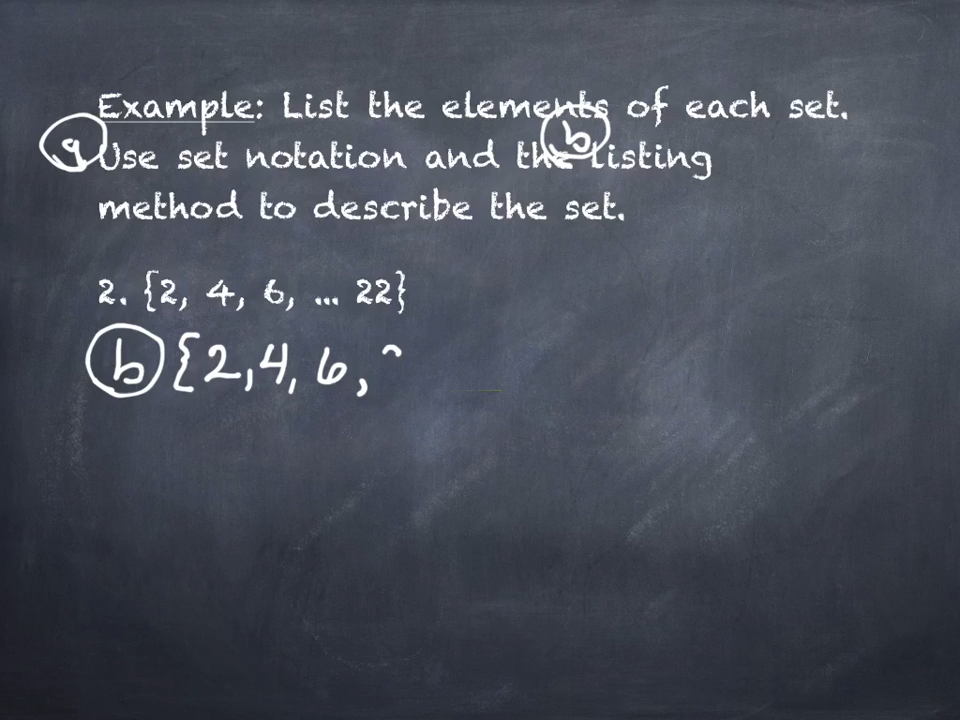 Example: List the elements of each set.
a Use set notation and the b listing
method to describe the set.
2. {2, 4, 6, ... 22}
b {2,4, 6,